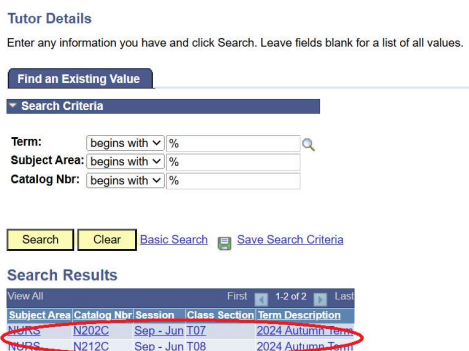 Tutor Details
Enter any information you have and click Search. Leave fields blank for a list of all values.
Find an Existing Value
Search Criteria
Term: begins with %
Subject Area: begins with %
Catalog Nbr: begins with %
Search Clear Basic Search Save Search Criteria
Search Results
View All First 1-2 of 2 Last
Subject Area Catalog Nbr Session Class Section Term Description
NURS N202C Sep - Jun T07 2024 Autumn Term
NURS N212C Sep - Jun T08 2024 Autumn Term